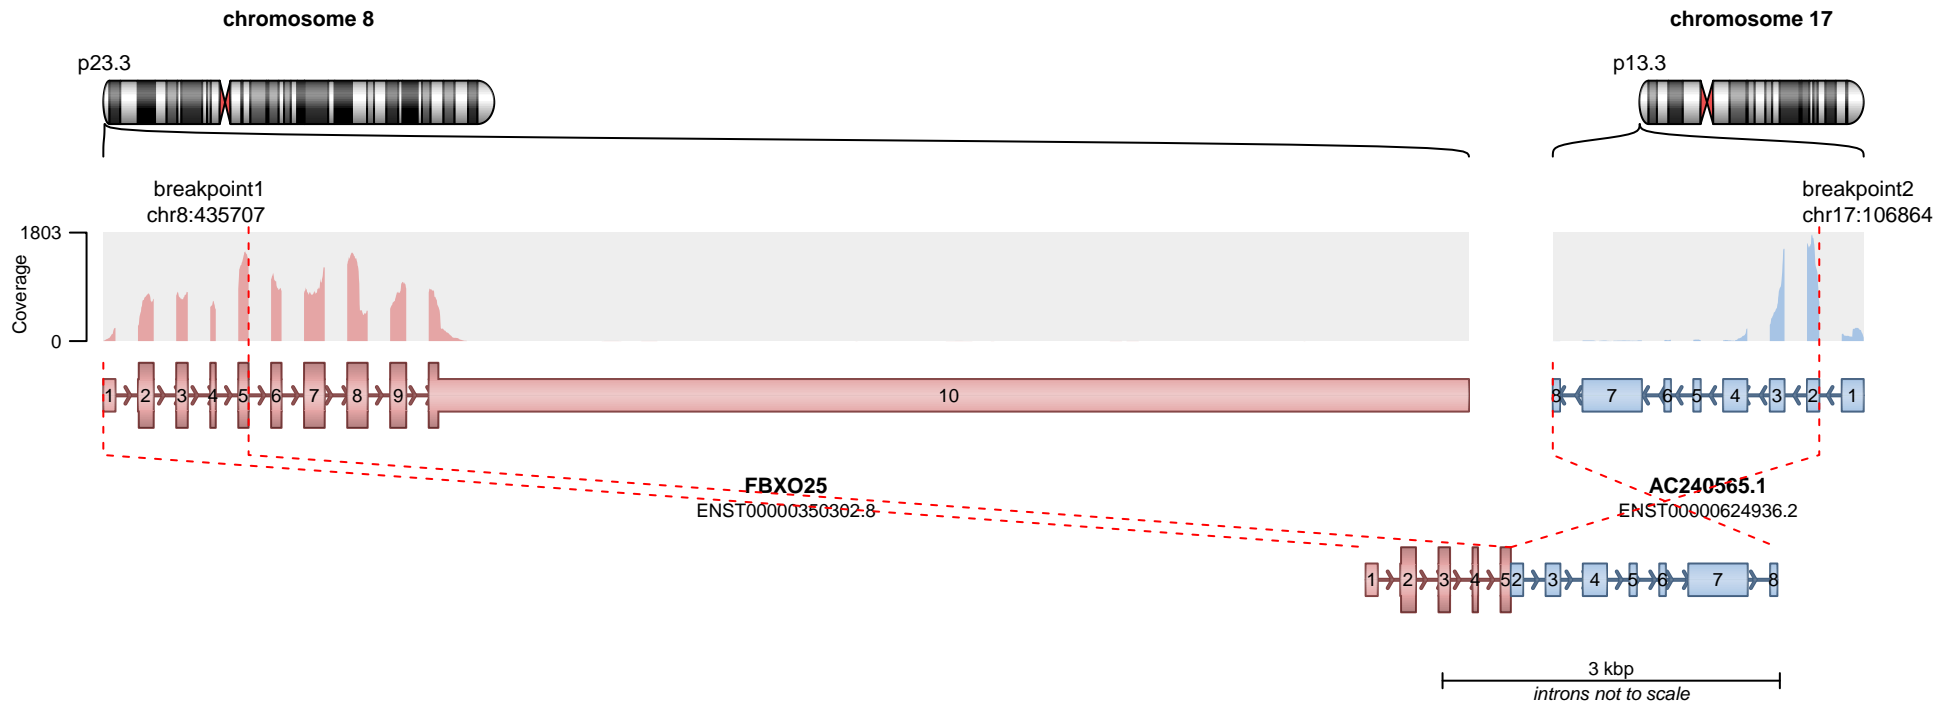 chromosome 8
chromosome 17
p23.3
p13.3
breakpoint1
chr8:435707
breakpoint2
chr17:106864
1803
Coverage
0
1 2 3 4 5 6 7 8 9 10
8 7 6 5 4 3 2 1
FBXO25
ENST00000350302.8
AC240565.1
ENST00000624936.2
1 2 3 4 5 2 3 4 5 6 7 8
3 kbp
introns not to scale